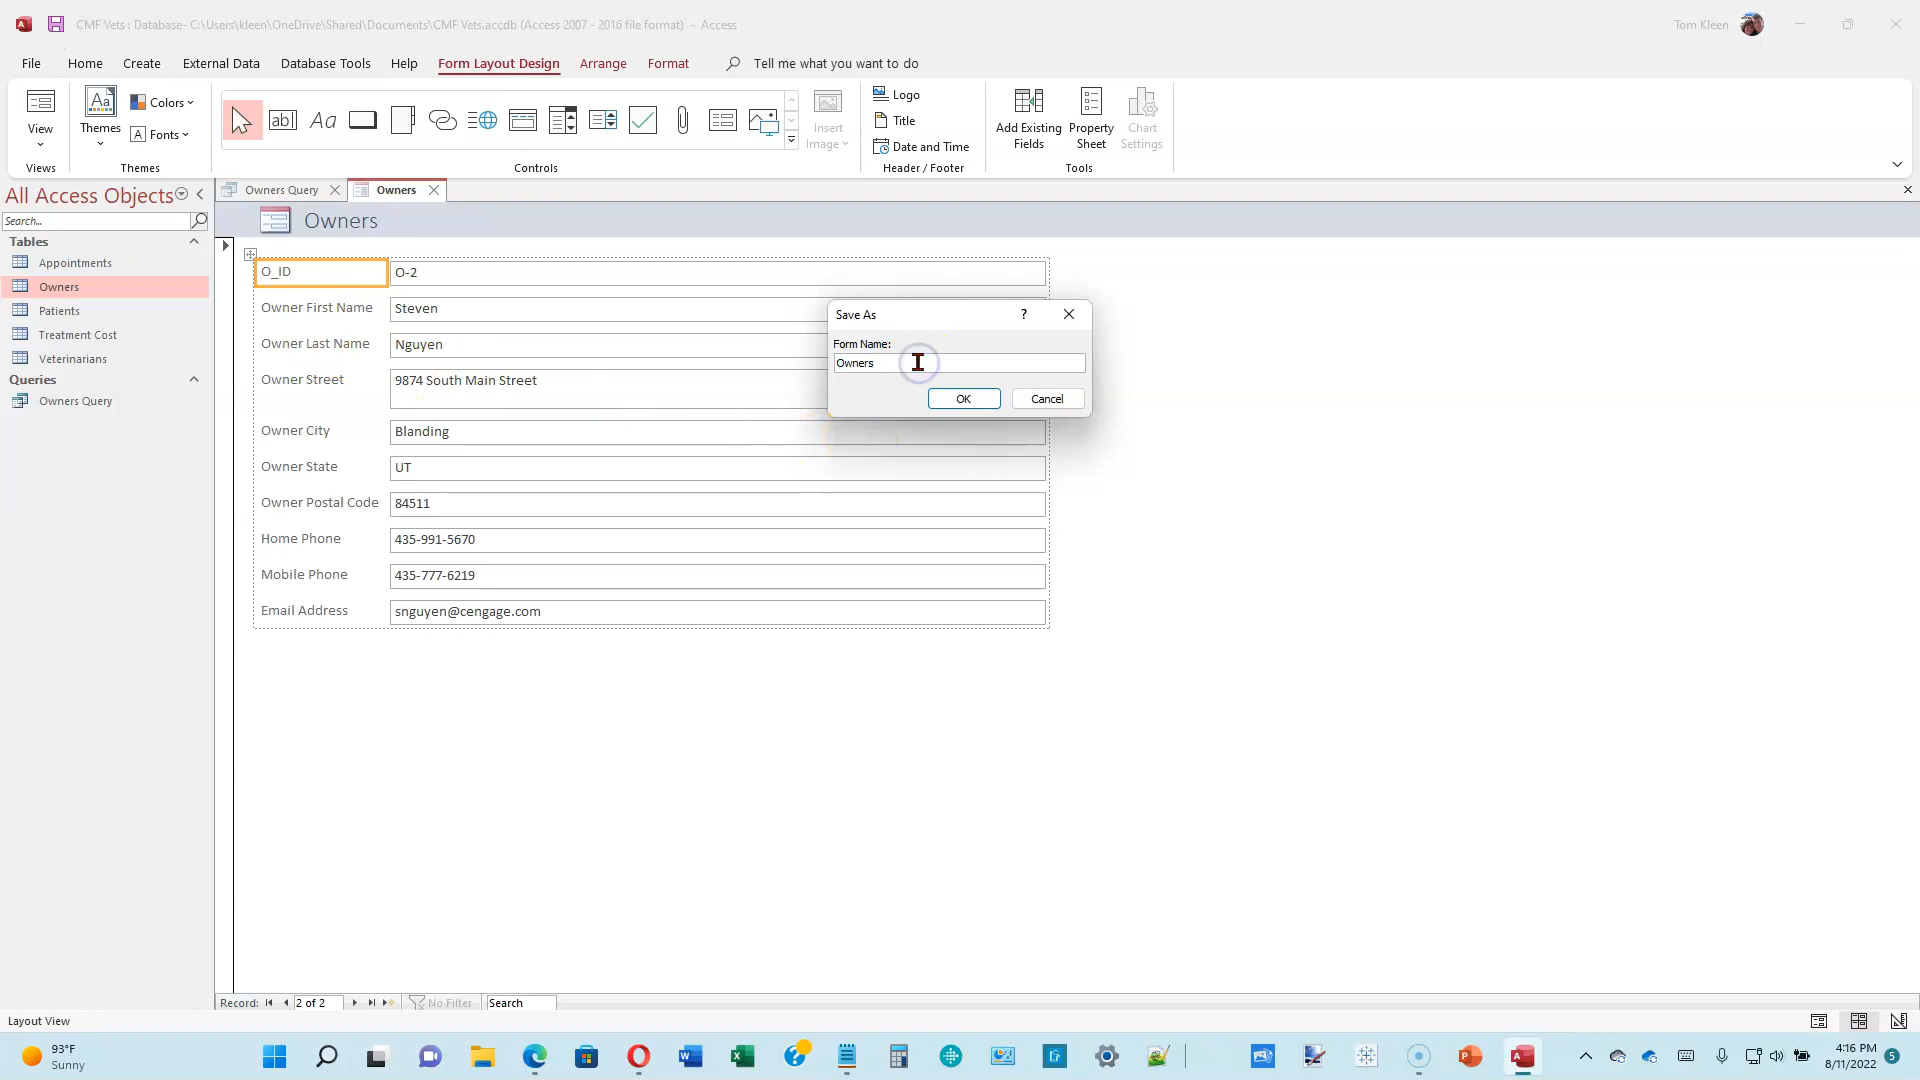 CMF Vets : Database- C:\Users\kleen\OneDrive\Shared\Documents\CMF Vets.accdb (Access 2007 - 2016 file format) - Access
Tom Kleen
File Home Create External Data Database Tools Help Form Layout Design Arrange Format Tell me what you want to do
View
Views
Themes
Colors
Fonts
Themes
Controls
Insert Image
Logo
Title
Date and Time
Header / Footer
Add Existing Fields
Property Sheet
Chart Settings
Tools
All Access Objects
Search...
Tables
Appointments
Owners
Patients
Treatment Cost
Veterinarians
Queries
Owners Query
Owners Query
Owners
Owners
O_ID O-2
Owner First Name Steven
Owner Last Name Nguyen
Owner Street 9874 South Main Street
Owner City Blanding
Owner State UT
Owner Postal Code 84511
Home Phone 435-991-5670
Mobile Phone 435-777-6219
Email Address snguyen@cengage.com
Save As ?
Form Name:
Owners
OK Cancel
Record: 2 of 2 No Filter Search
Layout View
93°F
Sunny
4:16 PM
8/11/2022
5